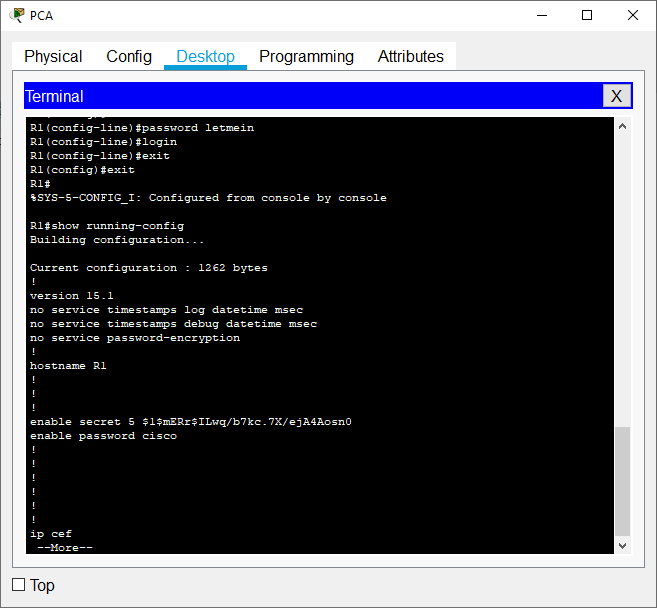 PCA
Physical Config Desktop Programming Attributes
Terminal X
R1(config-line)#password letmein
R1(config-line)#login
R1(config-line)#exit
R1(config)#exit
R1#
%SYS-5-CONFIG_I: Configured from console by console
R1#show running-config
Building configuration...
Current configuration : 1262 bytes
!
version 15.1
no service timestamps log datetime msec
no service timestamps debug datetime msec
no service password-encryption
!
hostname R1
!
!
!
enable secret 5 $1$mERr$ILwq/b7kc.7X/ejA4Aosn0
enable password cisco
!
!
!
!
!
!
ip cef
--More--
Top